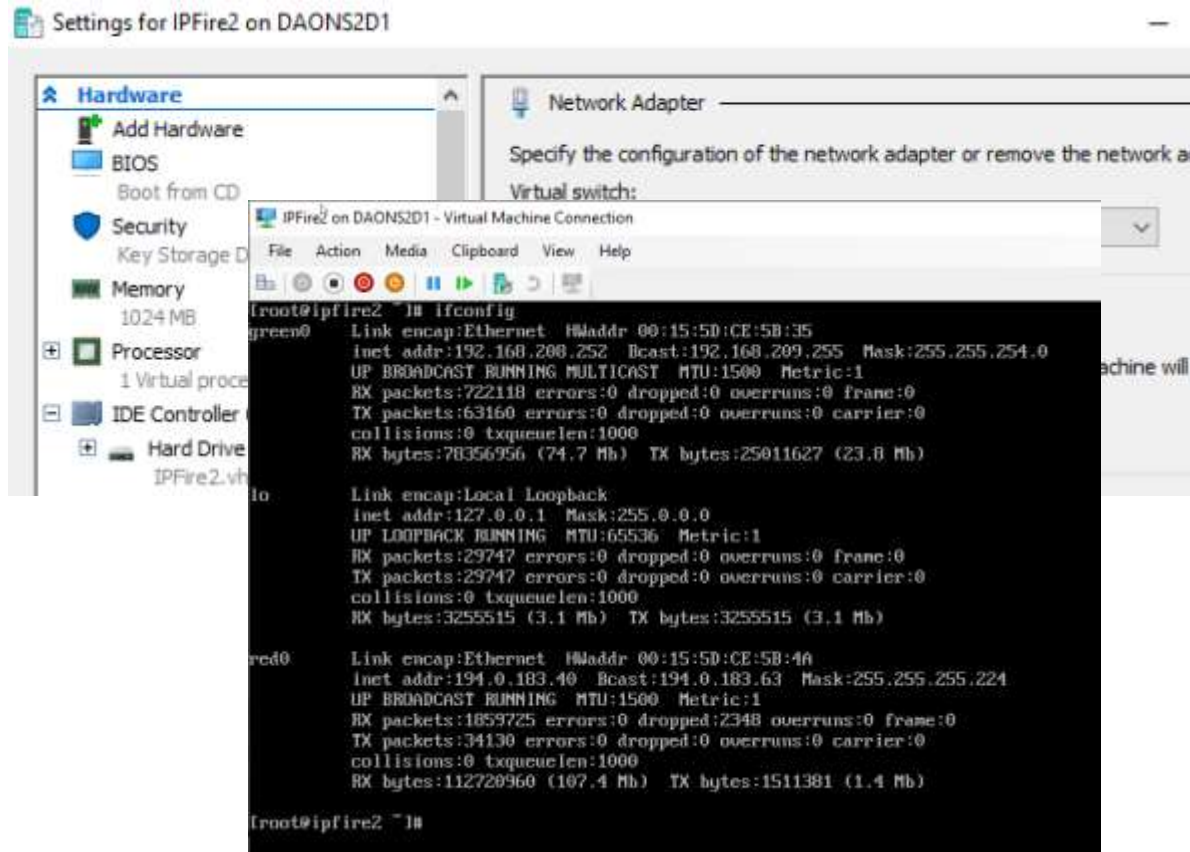 Settings for IPFire2 on DAONS2D1
Hardware
Add Hardware
BIOS
Boot from CD
Security
Key Storage D
Memory
1024 MB
Processor
1 Virtual proce
IDE Controller
Hard Drive
IPFire2.vh
Network Adapter
Specify the configuration of the network adapter or remove the network a
Virtual switch:
achine will
IPFire2 on DAONS2D1 - Virtual Machine Connection
File Action Media Clipboard View Help
[root@ipfire2 ~]# ifconfig
green0 Link encap:Ethernet HWaddr 00:15:5D:CE:5B:35
inet addr:192.168.208.252 Bcast:192.168.209.255 Mask:255.255.254.0
UP BROADCAST RUNNING MULTICAST MTU:1500 Metric:1
RX packets:722118 errors:0 dropped:0 overruns:0 frame:0
TX packets:63160 errors:0 dropped:0 overruns:0 carrier:0
collisions:0 txqueuelen:1000
RX bytes:78356956 (74.7 Mb) TX bytes:25011627 (23.8 Mb)
lo Link encap:Local Loopback
inet addr:127.0.0.1 Mask:255.0.0.0
UP LOOPBACK RUNNING MTU:65536 Metric:1
RX packets:29747 errors:0 dropped:0 overruns:0 frame:0
TX packets:29747 errors:0 dropped:0 overruns:0 carrier:0
collisions:0 txqueuelen:1000
RX bytes:3255515 (3.1 Mb) TX bytes:3255515 (3.1 Mb)
red0 Link encap:Ethernet HWaddr 00:15:5D:CE:5B:4A
inet addr:194.0.183.40 Bcast:194.0.183.63 Mask:255.255.255.224
UP BROADCAST RUNNING MTU:1500 Metric:1
RX packets:1859725 errors:0 dropped:2348 overruns:0 frame:0
TX packets:34130 errors:0 dropped:0 overruns:0 carrier:0
collisions:0 txqueuelen:1000
RX bytes:112720960 (107.4 Mb) TX bytes:1511381 (1.4 Mb)
[root@ipfire2 ~]#